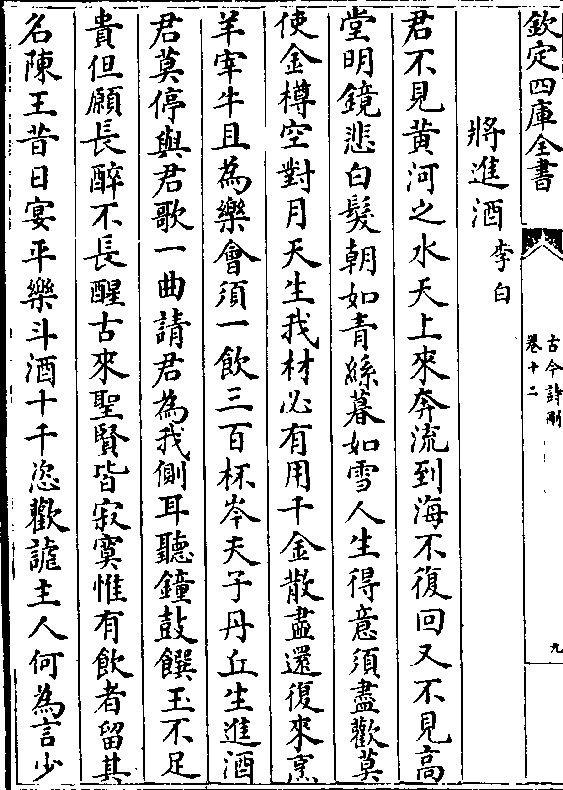 欽定四庫全書
古今詩刪
卷十二
九
將進酒 李白
君不見黃河之水天上來奔流到海不復回又不見高
堂明鏡悲白髮朝如青絲暮如雪人生得意須盡歡莫
使金樽空對月天生我材必有用千金散盡還復來烹
羊宰牛且為樂會須一飲三百杯岑夫子丹丘生進酒
君莫停與君歌一曲請君為我側耳聽鐘鼓饌玉不足
貴但願長醉不長醒古來聖賢皆寂寞惟有飲者留其
名陳王昔日宴平樂斗酒十千恣歡謔主人何為言少